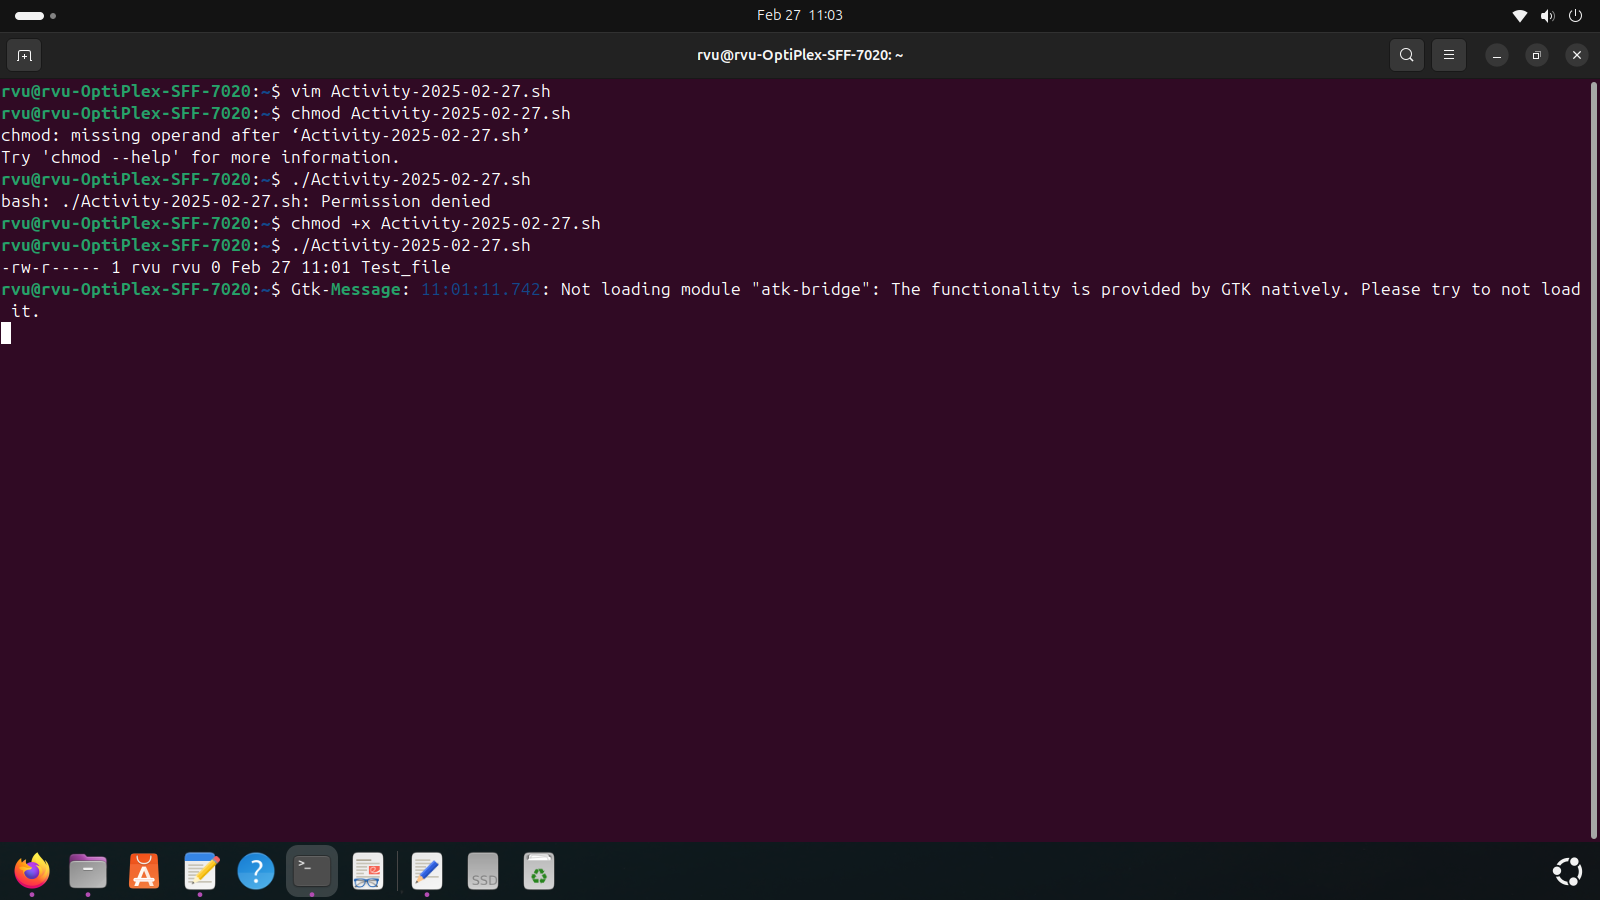 Feb 27 11:03
rvu@rvu-OptiPlex-SFF-7020: ~
rvu@rvu-OptiPlex-SFF-7020:~$ vim Activity-2025-02-27.sh
rvu@rvu-OptiPlex-SFF-7020:~$ chmod Activity-2025-02-27.sh
chmod: missing operand after ‘Activity-2025-02-27.sh’
Try 'chmod --help' for more information.
rvu@rvu-OptiPlex-SFF-7020:~$ ./Activity-2025-02-27.sh
bash: ./Activity-2025-02-27.sh: Permission denied
rvu@rvu-OptiPlex-SFF-7020:~$ chmod +x Activity-2025-02-27.sh
rvu@rvu-OptiPlex-SFF-7020:~$ ./Activity-2025-02-27.sh
-rw-r----- 1 rvu rvu 0 Feb 27 11:01 Test_file
rvu@rvu-OptiPlex-SFF-7020:~$ Gtk-Message: 11:01:11.742: Not loading module "atk-bridge": The functionality is provided by GTK natively. Please try to not load
 it.
SSD